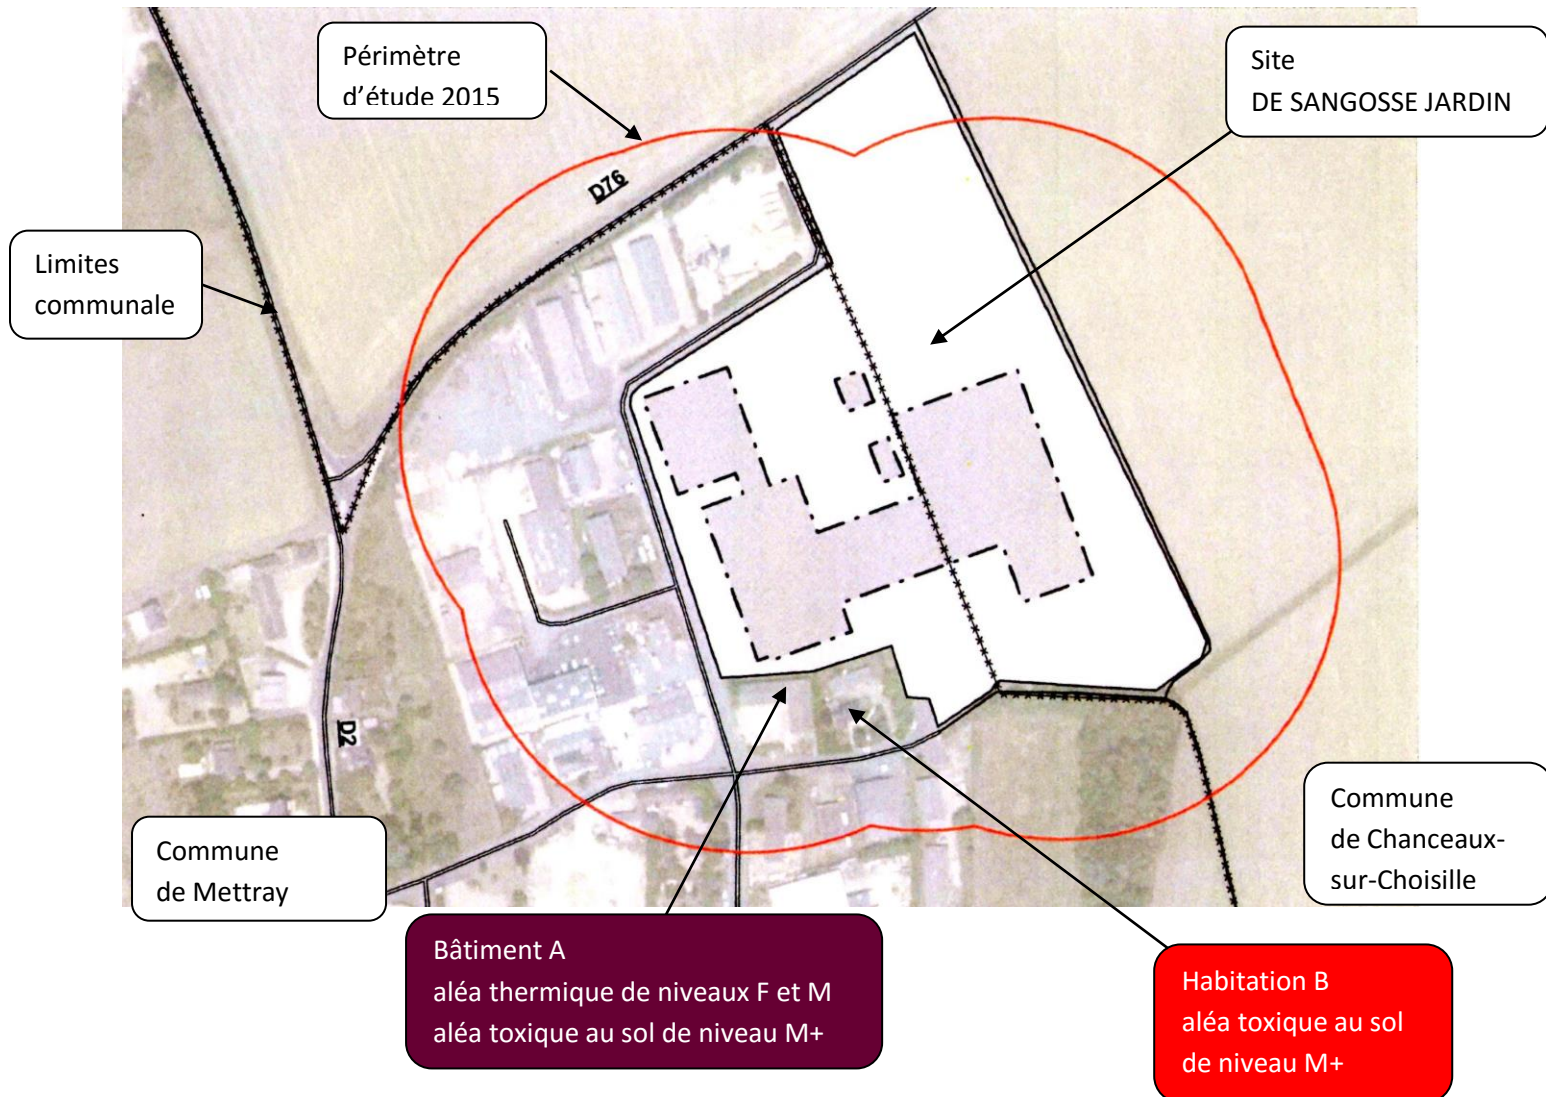 Périmètre
d'étude 2015
Site
DE SANGOSSE JARDIN
D76
Limites
communale
D2
Commune
de Mettray
Commune
de Chanceaux-
sur-Choisille
Bâtiment A
aléa thermique de niveaux F et M
aléa toxique au sol de niveau M+
Habitation B
aléa toxique au sol
de niveau M+